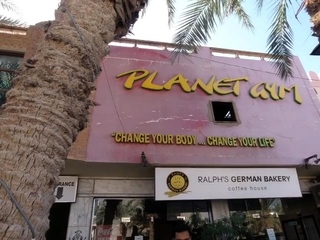 PLANET GYM
"CHANGE YOUR BODY... CHANGE YOUR LIFE"
RALPH'S GERMAN BAKERY
coffee house